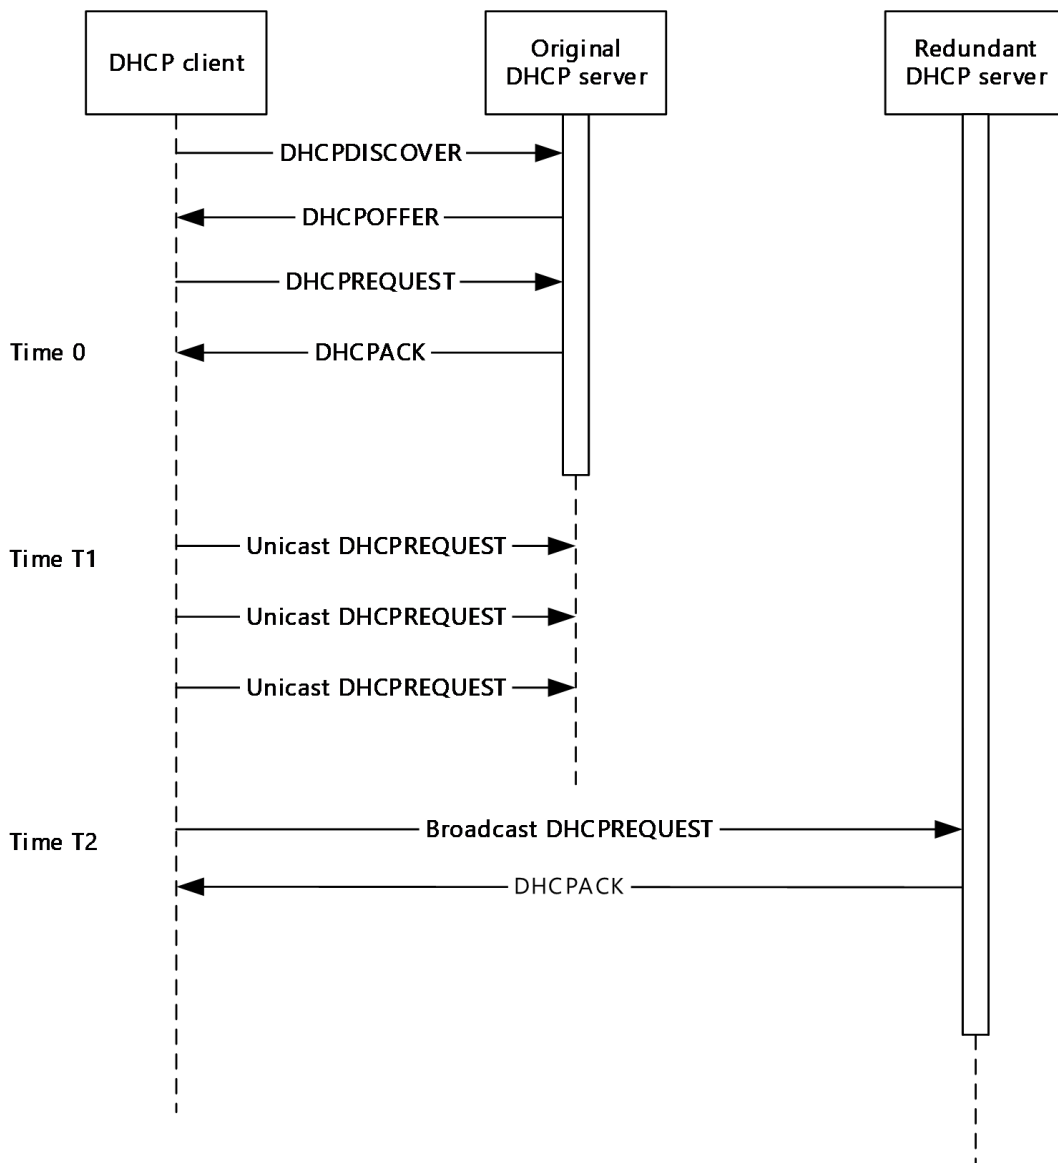 DHCP client
Original
DHCP server
Redundant
DHCP server
DHCPDISCOVER
DHCPOFFER
DHCPREQUEST
Time 0
DHCPACK
Time T1
Unicast DHCPREQUEST
Unicast DHCPREQUEST
Unicast DHCPREQUEST
Time T2
Broadcast DHCPREQUEST
DHCPACK